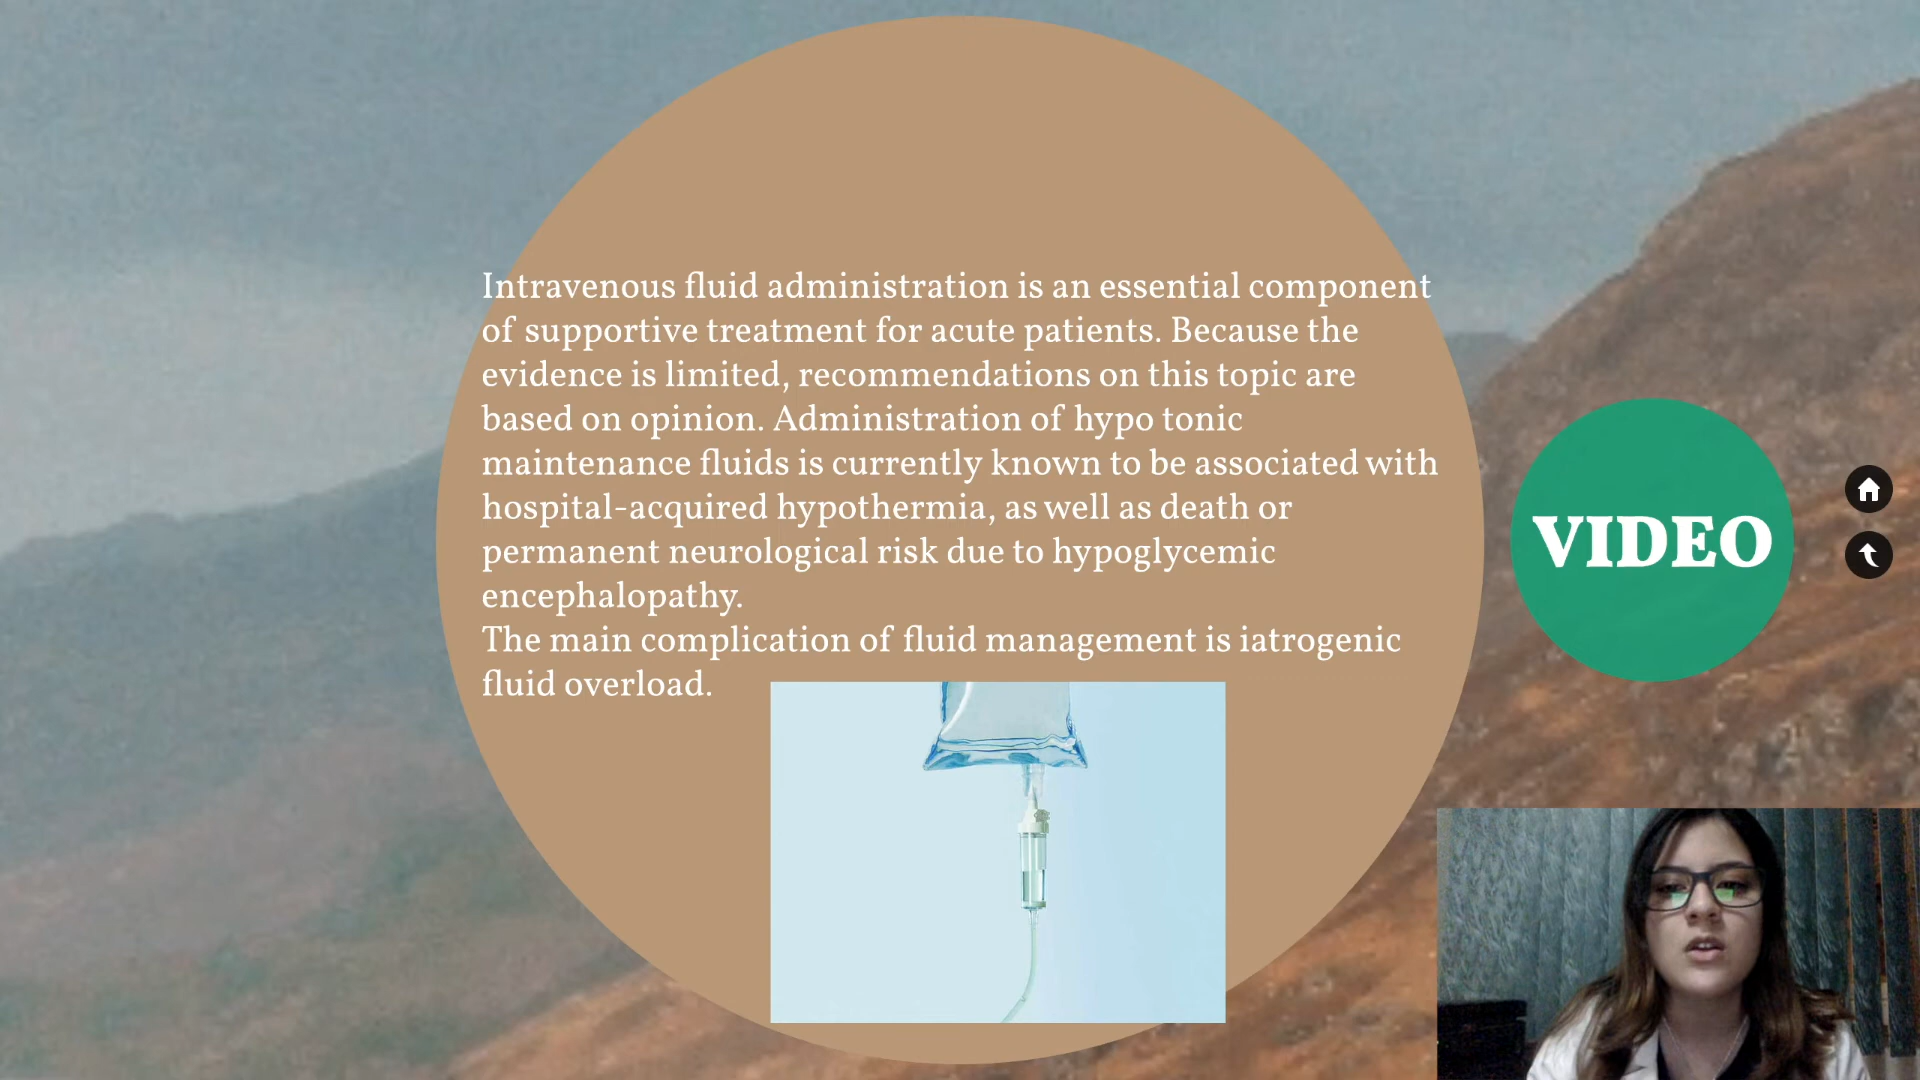 Intravenous fluid administration is an essential component
of supportive treatment for acute patients. Because the
evidence is limited, recommendations on this topic are
based on opinion. Administration of hypo tonic
maintenance fluids is currently known to be associated with
hospital-acquired hypothermia, as well as death or
permanent neurological risk due to hypoglycemic
encephalopathy.
The main complication of fluid management is iatrogenic
fluid overload.
VIDEO